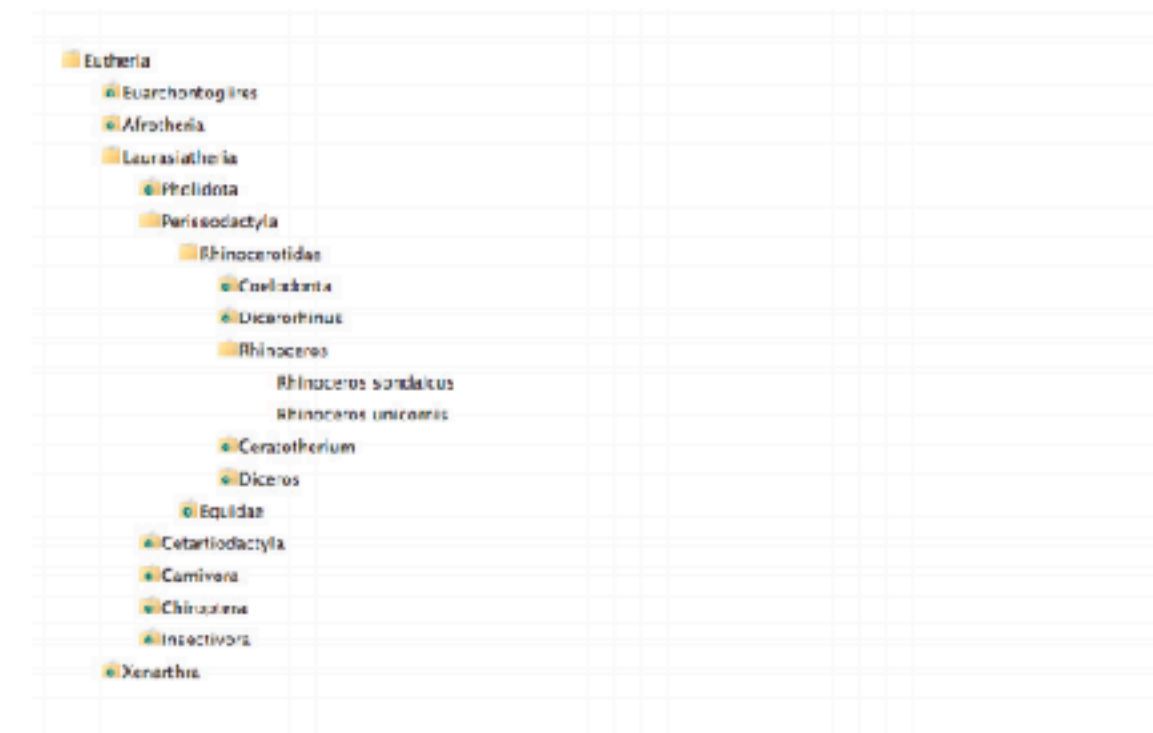 Eutheria
Euarchontoglires
Afrotheria
Laurasiatheria
Pholidota
Perissodactyla
Rhinocerotidae
Coelodonta
Dicerorhinus
Rhinoceros
Rhinoceros sondaicus
Rhinoceros unicornis
Ceratotherium
Diceros
Equidae
Cetartiodactyla
Carnivora
Chiroptera
Insectivora
Xenarthra